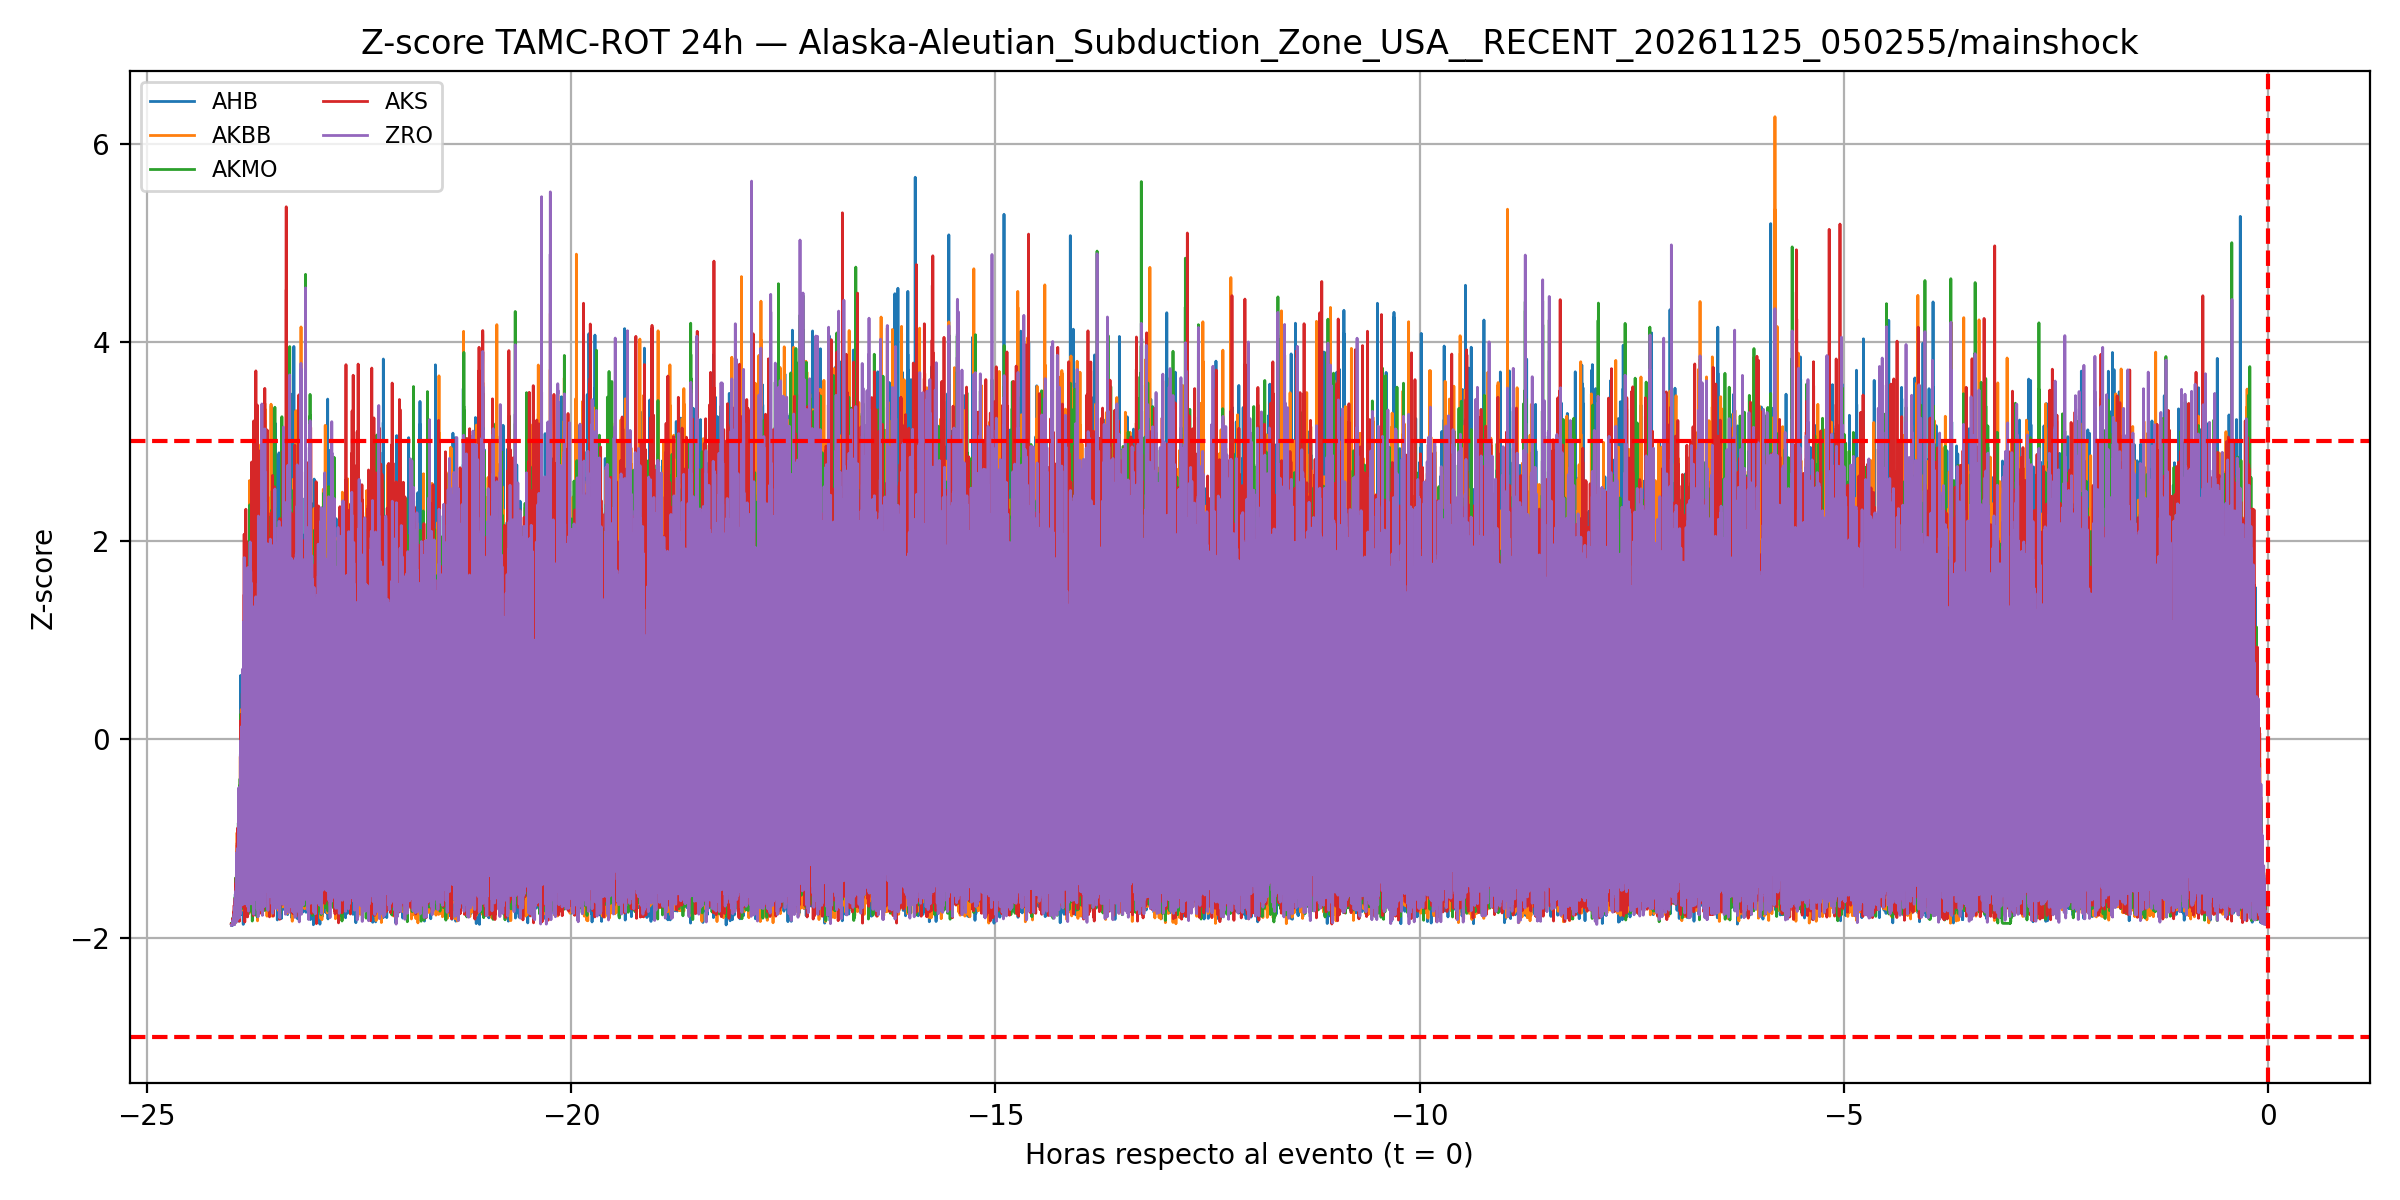 Z-score TAMC-ROT 24h — Alaska-Aleutian_Subduction_Zone_USA__RECENT_20261125_050255/mainshock
AHB
AKBB
AKMO
AKS
ZRO
6
4
2
0
−2
Z-score
−25
−20
−15
−10
−5
0
Horas respecto al evento (t = 0)